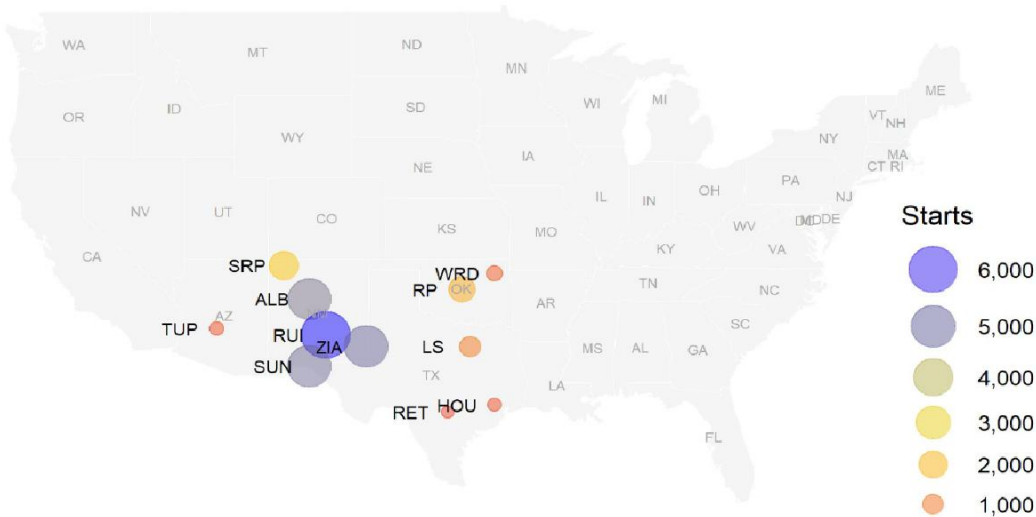 WA
MT
ND
MN
ME
OR
ID
SD
WI
MI
VT
NH
WY
NY
MA
CT RI
NE
IA
PA
NJ
NV
UT
CO
IL
IN
OH
DE
WV
CA
KS
MO
KY
VA
SRP
WRD
TN
NC
ALB
RP
OK
AR
AZ
SC
TUP
RUI
ZIA
LS
MS
AL
GA
SUN
TX
LA
RET
HOU
FL
Starts
6,000
5,000
4,000
3,000
2,000
1,000